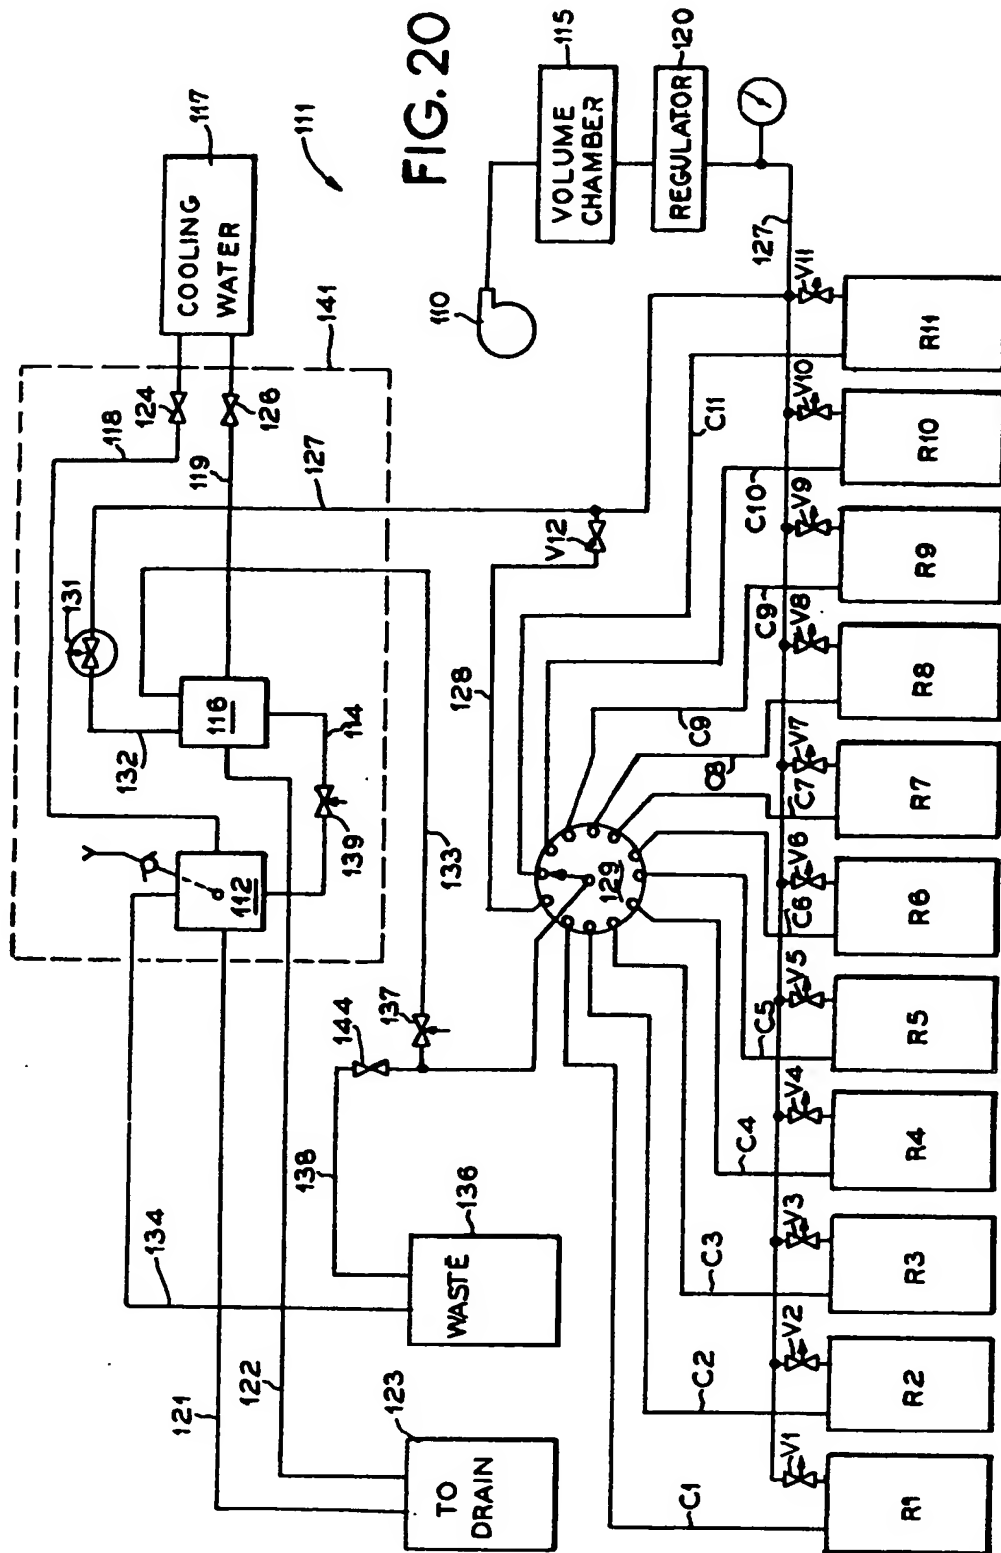 FIG. 20
111
117
COOLING
WATER
141
124
126
118
119
127
131
132
116
114
139
112
133
134
121
122
137
144
138
136
WASTE
123
TO
DRAIN
110
115
VOLUME
CHAMBER
120
REGULATOR
127
V12
128
129
C11
C10
C10
C9
C9
C8
C7
C6
C5
C4
C3
C2
C1
V1
V2
V3
V4
V5
V6
V7
V8
V9
V10
V11
R1
R2
R3
R4
R5
R6
R7
R8
R9
R10
R11